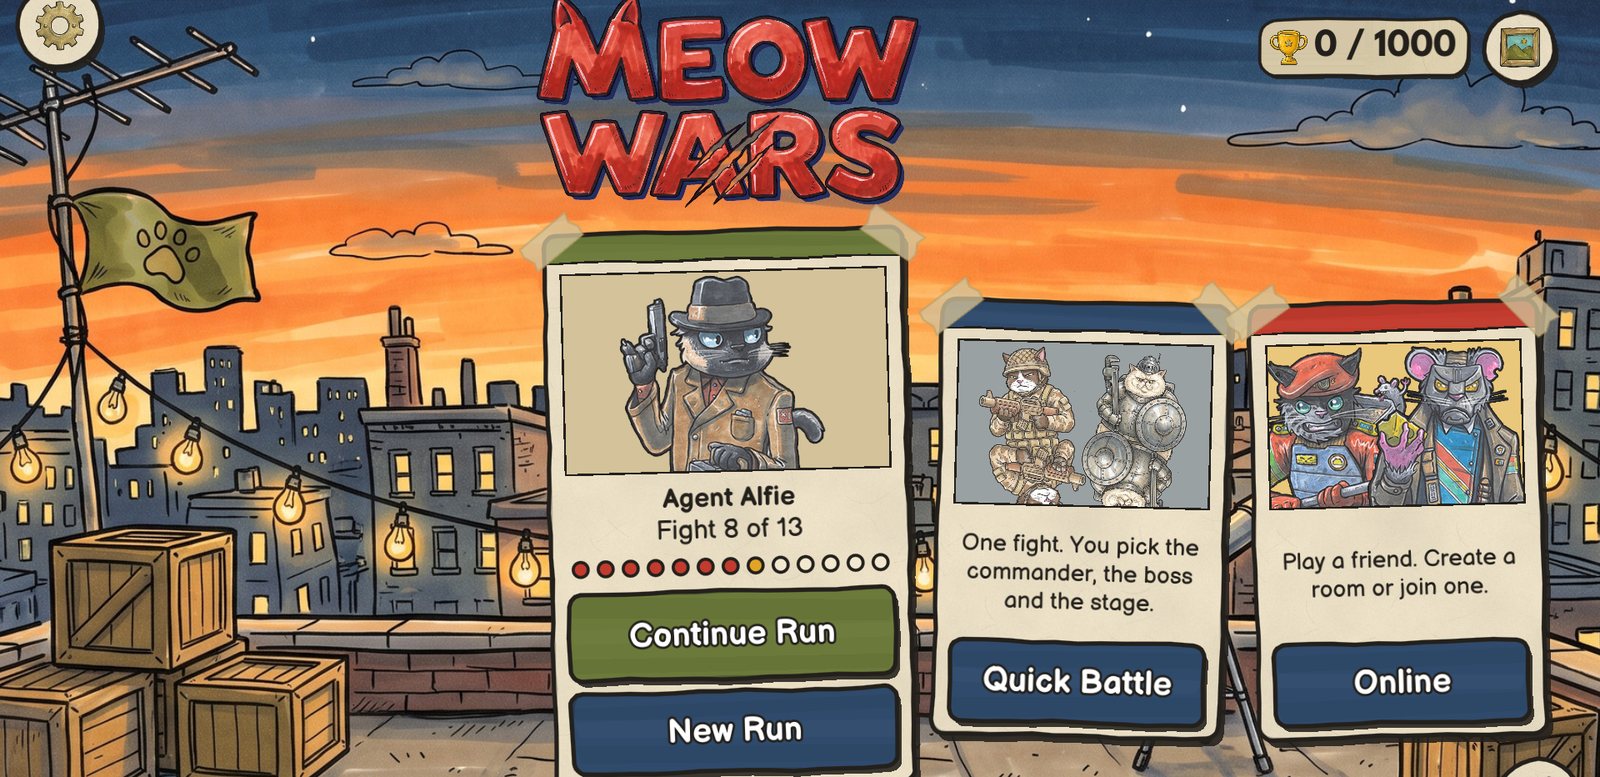 MEOW
WARS
0 / 1000
Agent Alfie
Fight 8 of 13
Continue Run
New Run
One fight. You pick the
commander, the boss
and the stage.
Quick Battle
Play a friend. Create a
room or join one.
Online